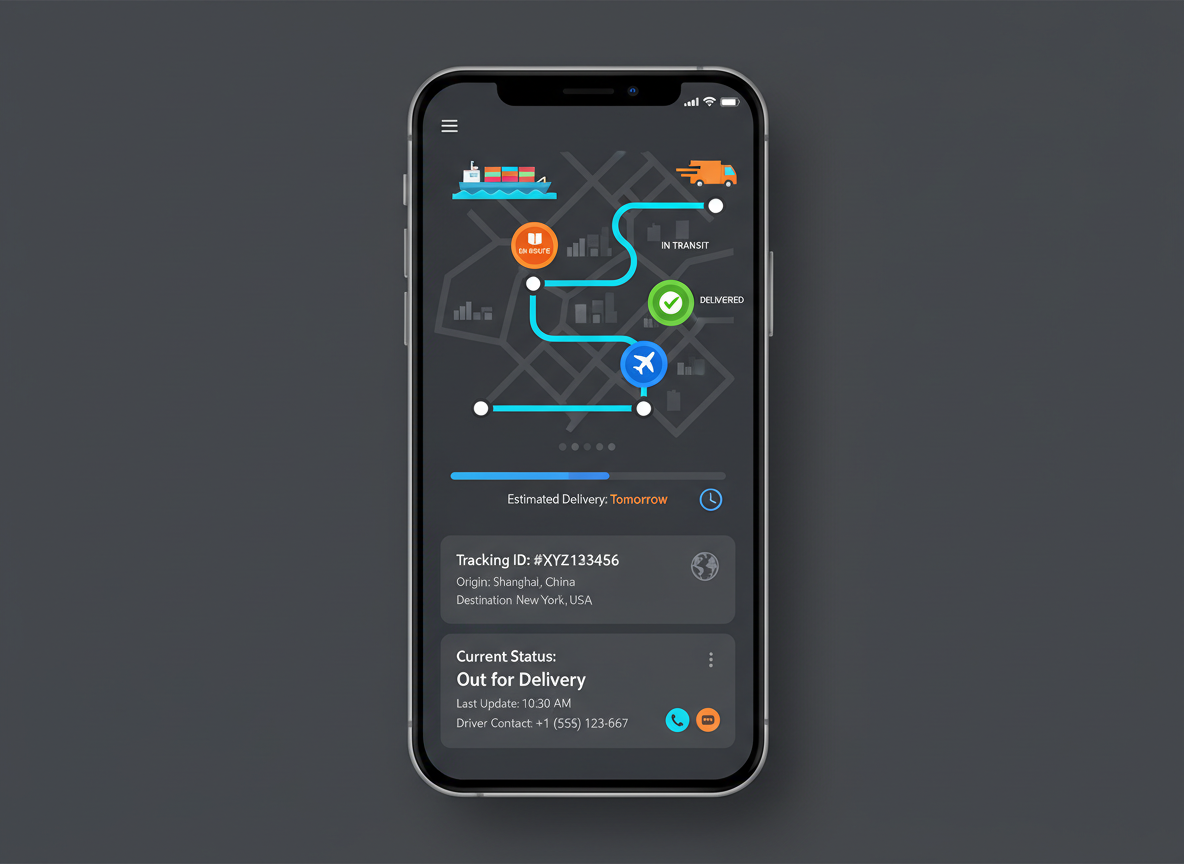 IN TRANSIT
DELIVERED
Estimated Delivery: Tomorrow
Tracking ID: #XYZ133456
Origin: Shanghai, China
Destination New York, USA
Current Status:
Out for Delivery
Last Update: 10.30 AM
Driver Contact: +1 (555) 123-667